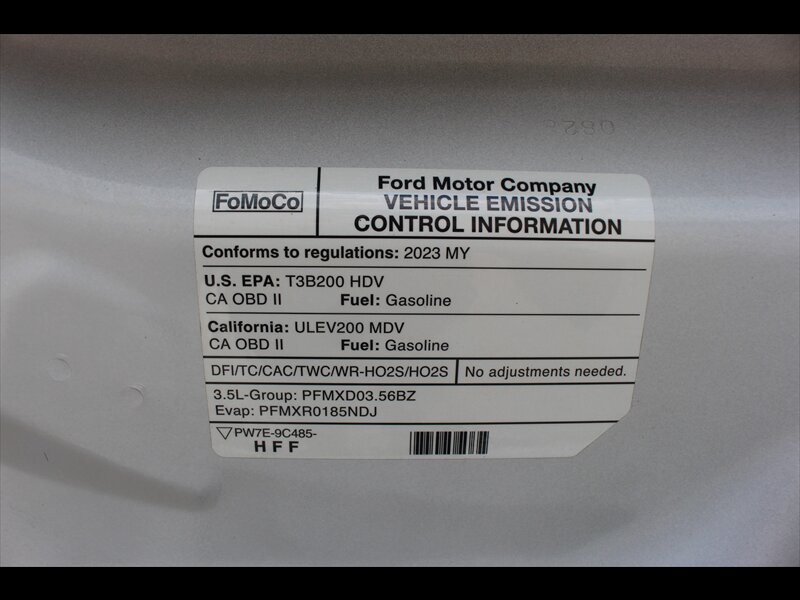 FoMoCo
Ford Motor Company
VEHICLE EMISSION
CONTROL INFORMATION
Conforms to regulations: 2023 MY
U.S. EPA: T3B200 HDV
CA OBD II Fuel: Gasoline
California: ULEV200 MDV
CA OBD II Fuel: Gasoline
DFI/TC/CAC/TWC/WR-HO2S/HO2S No adjustments needed.
3.5L-Group: PFMXD03.56BZ
Evap: PFMXR0185NDJ
PW7E-9C485-
HFF